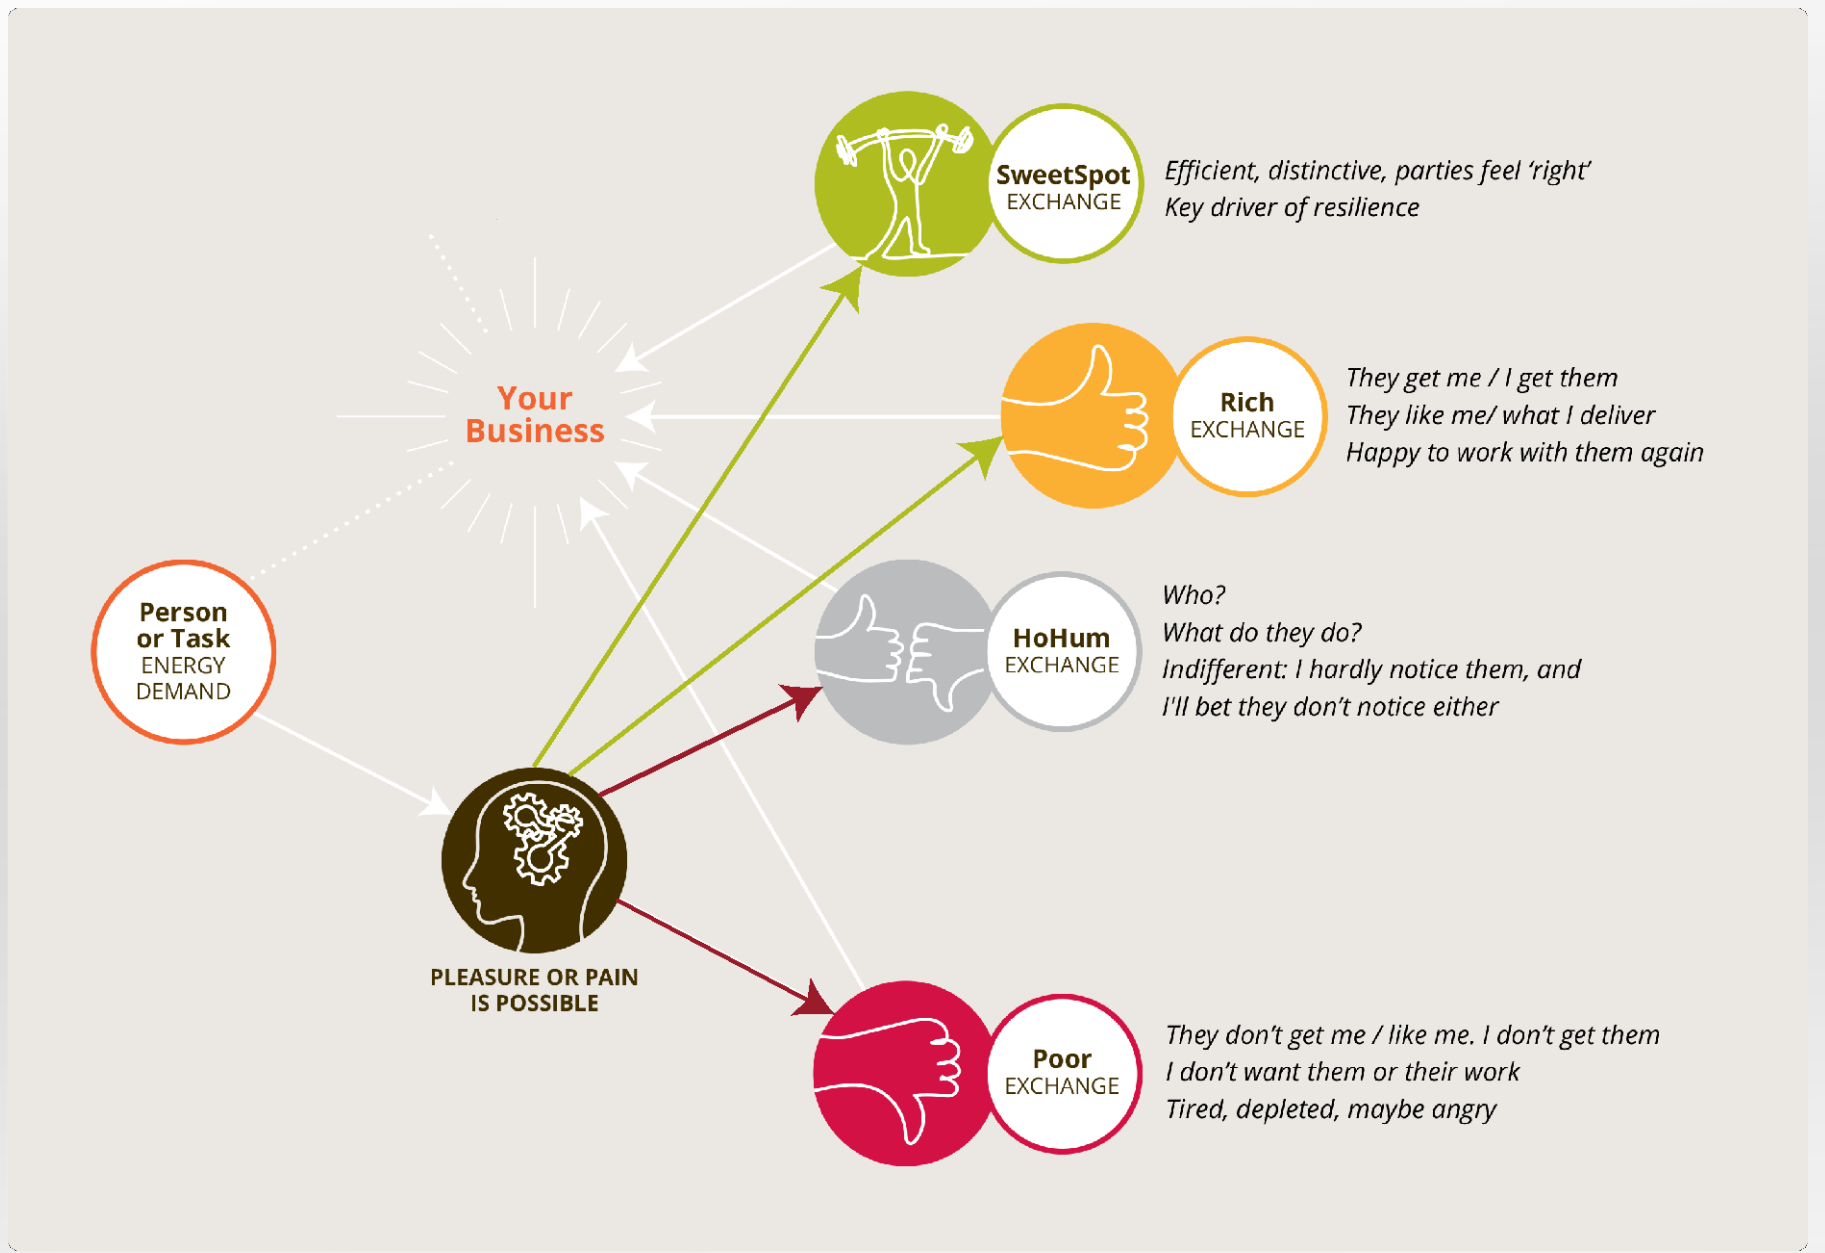 SweetSpot
EXCHANGE
Efficient, distinctive, parties feel ‘right’
Key driver of resilience
Your
Business
Rich
EXCHANGE
They get me / I get them
They like me/ what I deliver
Happy to work with them again
Person
or Task
ENERGY
DEMAND
HoHum
EXCHANGE
Who?
What do they do?
Indifferent: I hardly notice them, and
I'll bet they don’t notice either
PLEASURE OR PAIN
IS POSSIBLE
Poor
EXCHANGE
They don’t get me / like me. I don’t get them
I don’t want them or their work
Tired, depleted, maybe angry